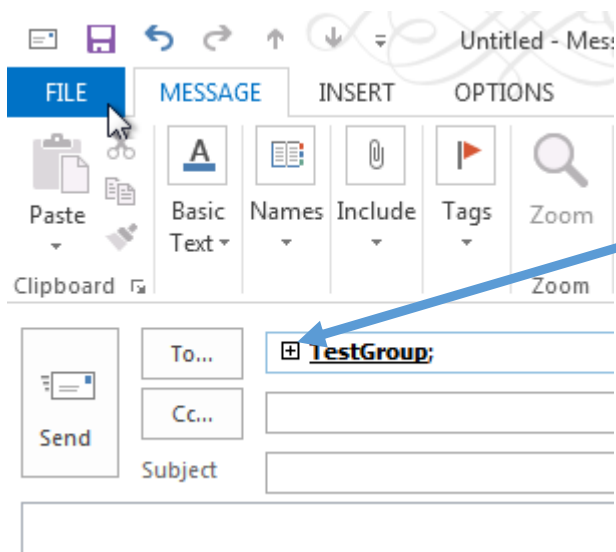 Untitled - Mes
FILE MESSAGE INSERT OPTIONS
Paste Basic Text Names Include Tags Zoom
Clipboard Zoom
To... TestGroup;
Cc...
Send
Subject